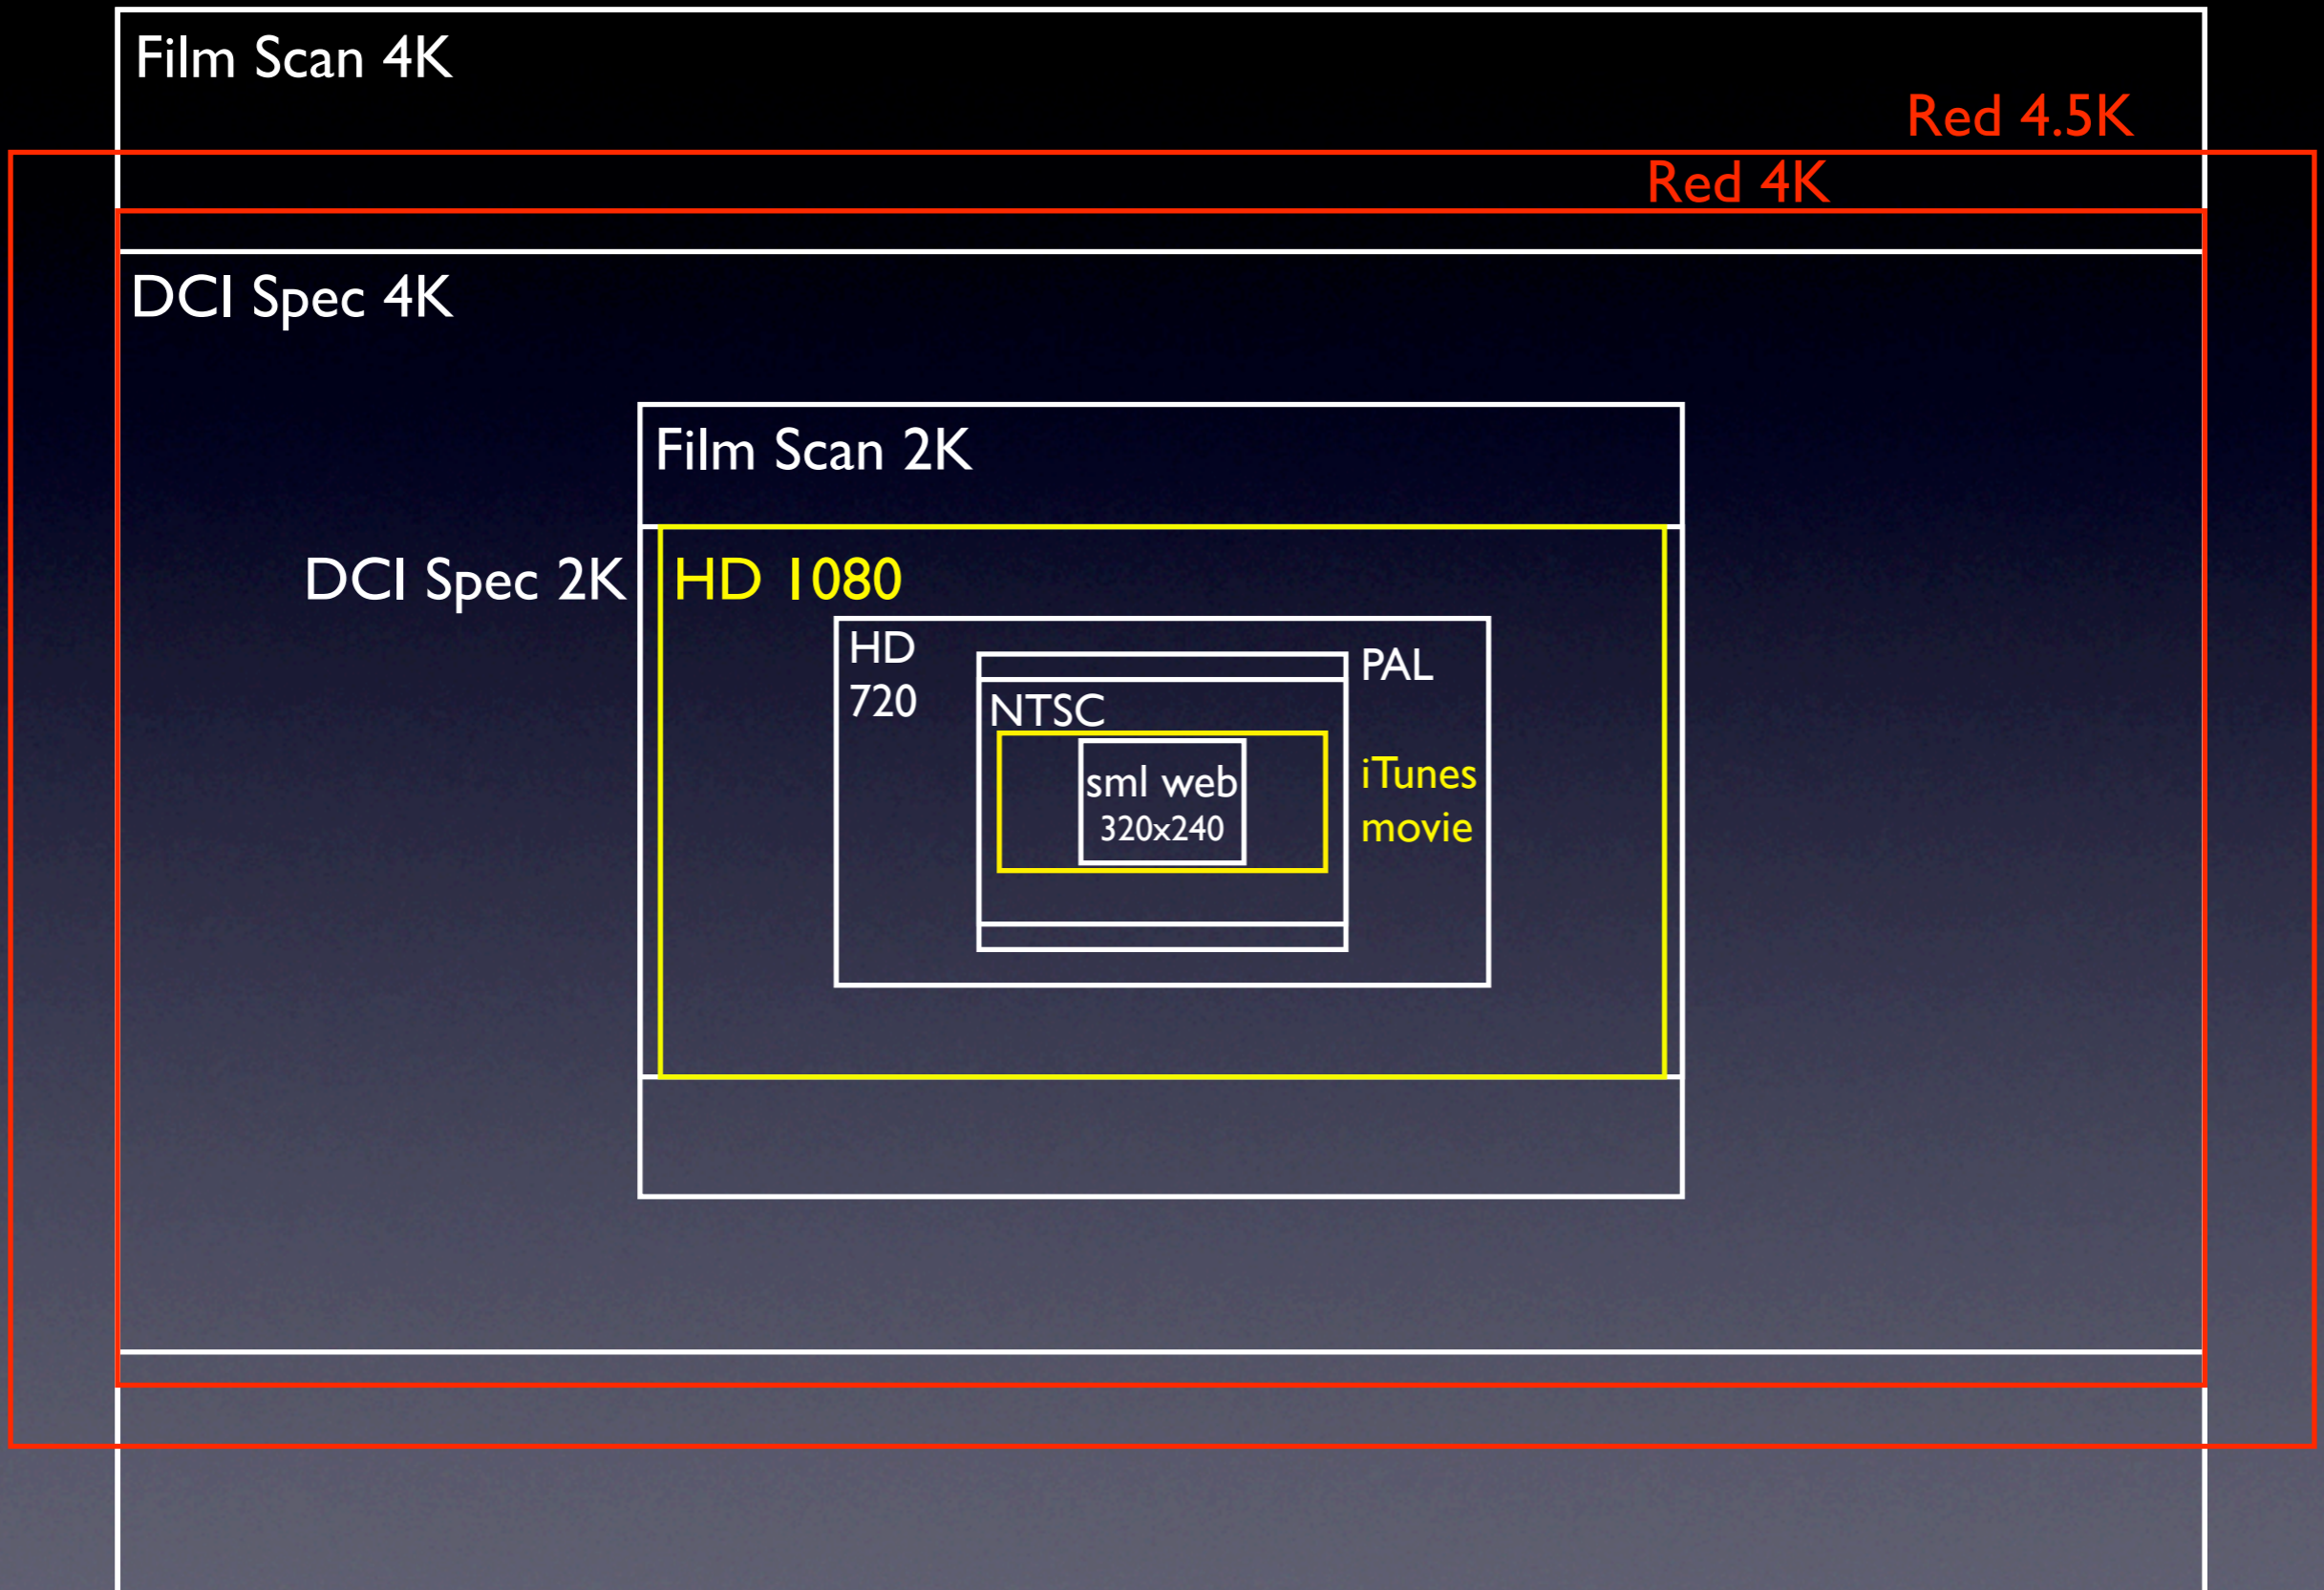 Film Scan 4K
Red 4.5K
Red 4K
DCI Spec 4K
Film Scan 2K
DCI Spec 2K
HD 1080
HD
720
PAL
NTSC
iTunes
movie
sml web
320x240